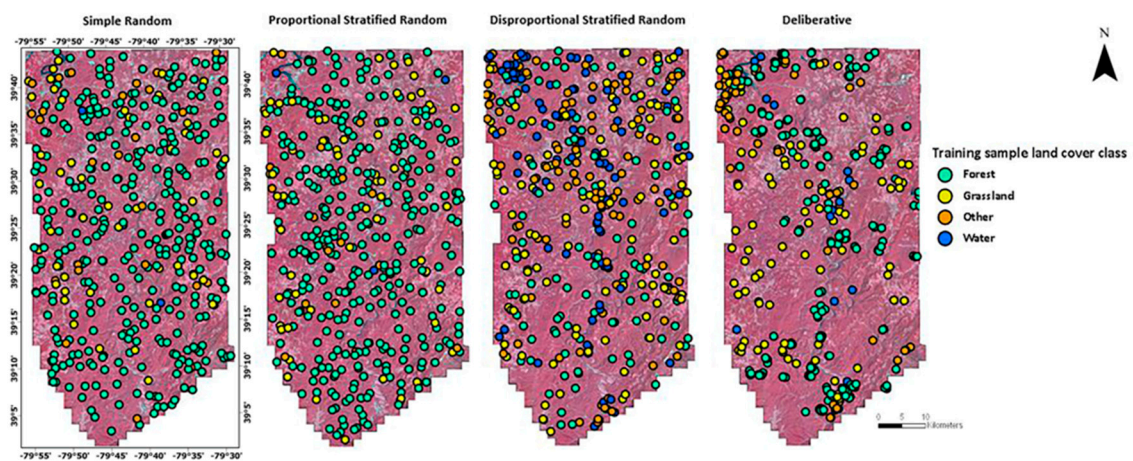 Simple Random
Proportional Stratified Random
Disproportional Stratified Random
Deliberative
-79°55' -79°50' -79°45' -79°40' -79°35' -79°30'
N
39°40'
39°40'
39°35'
39°35'
39°30'
39°30'
39°25'
39°25'
39°20'
39°20'
39°15'
39°15'
39°10'
39°10'
39°5'
39°5'
-79°55' -79°50' -79°45' -79°40' -79°35' -79°30'
Training sample land cover class
Forest
Grassland
Other
Water
0 5 10
Kilometers